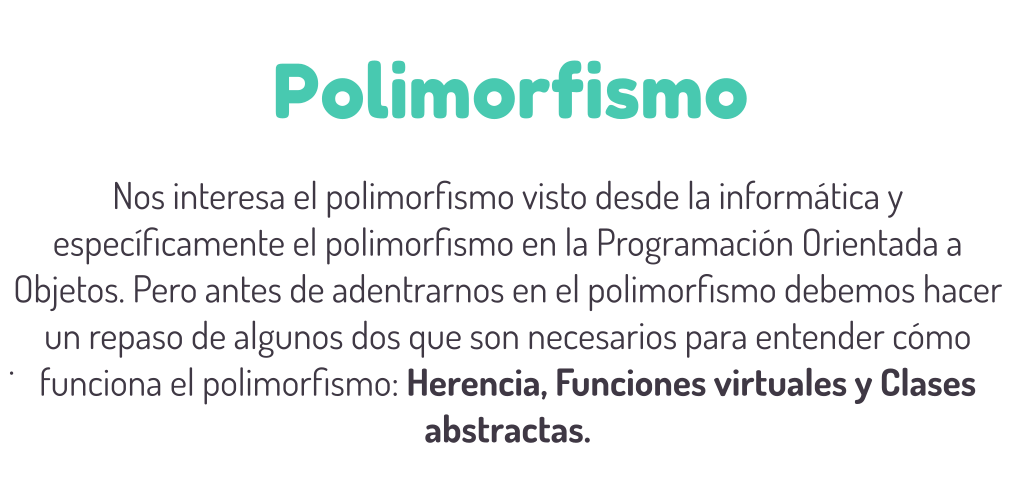 Polimorfismo
Nos interesa el polimorfismo visto desde la informática y
específicamente el polimorfismo en la Programación Orientada a
Objetos. Pero antes de adentrarnos en el polimorfismo debemos hacer
un repaso de algunos dos que son necesarios para entender cómo
. funciona el polimorfismo: Herencia, Funciones virtuales y Clases
abstractas.